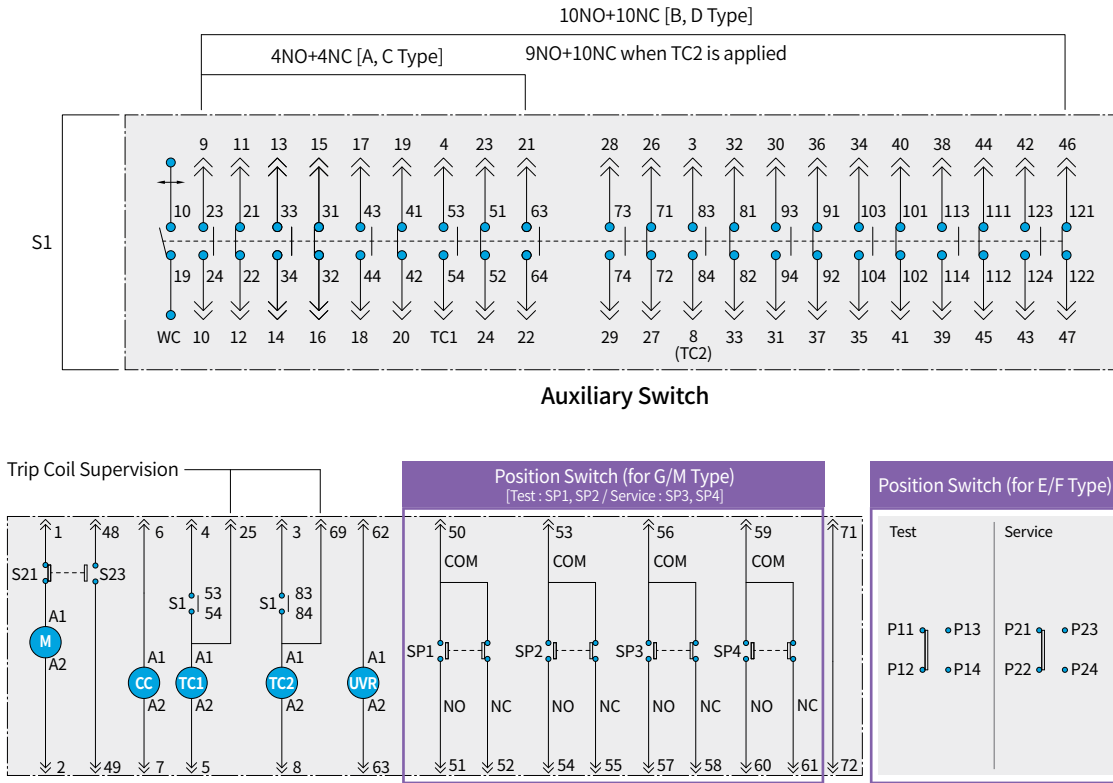 10NO+10NC [B, D Type]
4NO+4NC [A, C Type]
9NO+10NC when TC2 is applied
9 11 13 15 17 19 4 23 21 28 26 3 32 30 36 34 40 38 44 42 46
10 23 21 33 31 43 41 53 51 63 73 71 83 81 93 91 103 101 113 111 123 121
S1
19 24 22 34 32 44 42 54 52 64 74 72 84 82 94 92 104 102 114 112 124 122
WC 10 12 14 16 18 20 TC1 24 22 29 27 8 33 31 37 35 41 39 45 43 47
(TC2)
Auxiliary Switch
Trip Coil Supervision
Position Switch (for G/M Type)
[Test : SP1, SP2 / Service : SP3, SP4]
Position Switch (for E/F Type)
1 48 6 4 25 3 69 62 50 53 56 59 71
Test Service
COM COM COM COM
S21 S23
S1 53 S1 83
54 84
A1
M
A2
P11 P13 P21 P23
SP1 SP2 SP3 SP4
A1 A1 A1 A1
P12 P14 P22 P24
CC TC1 TC2 UVR
A2 A2 A2 A2
NO NC NO NC NO NC NO NC
2 49 7 5 8 63 51 52 54 55 57 58 60 61 72